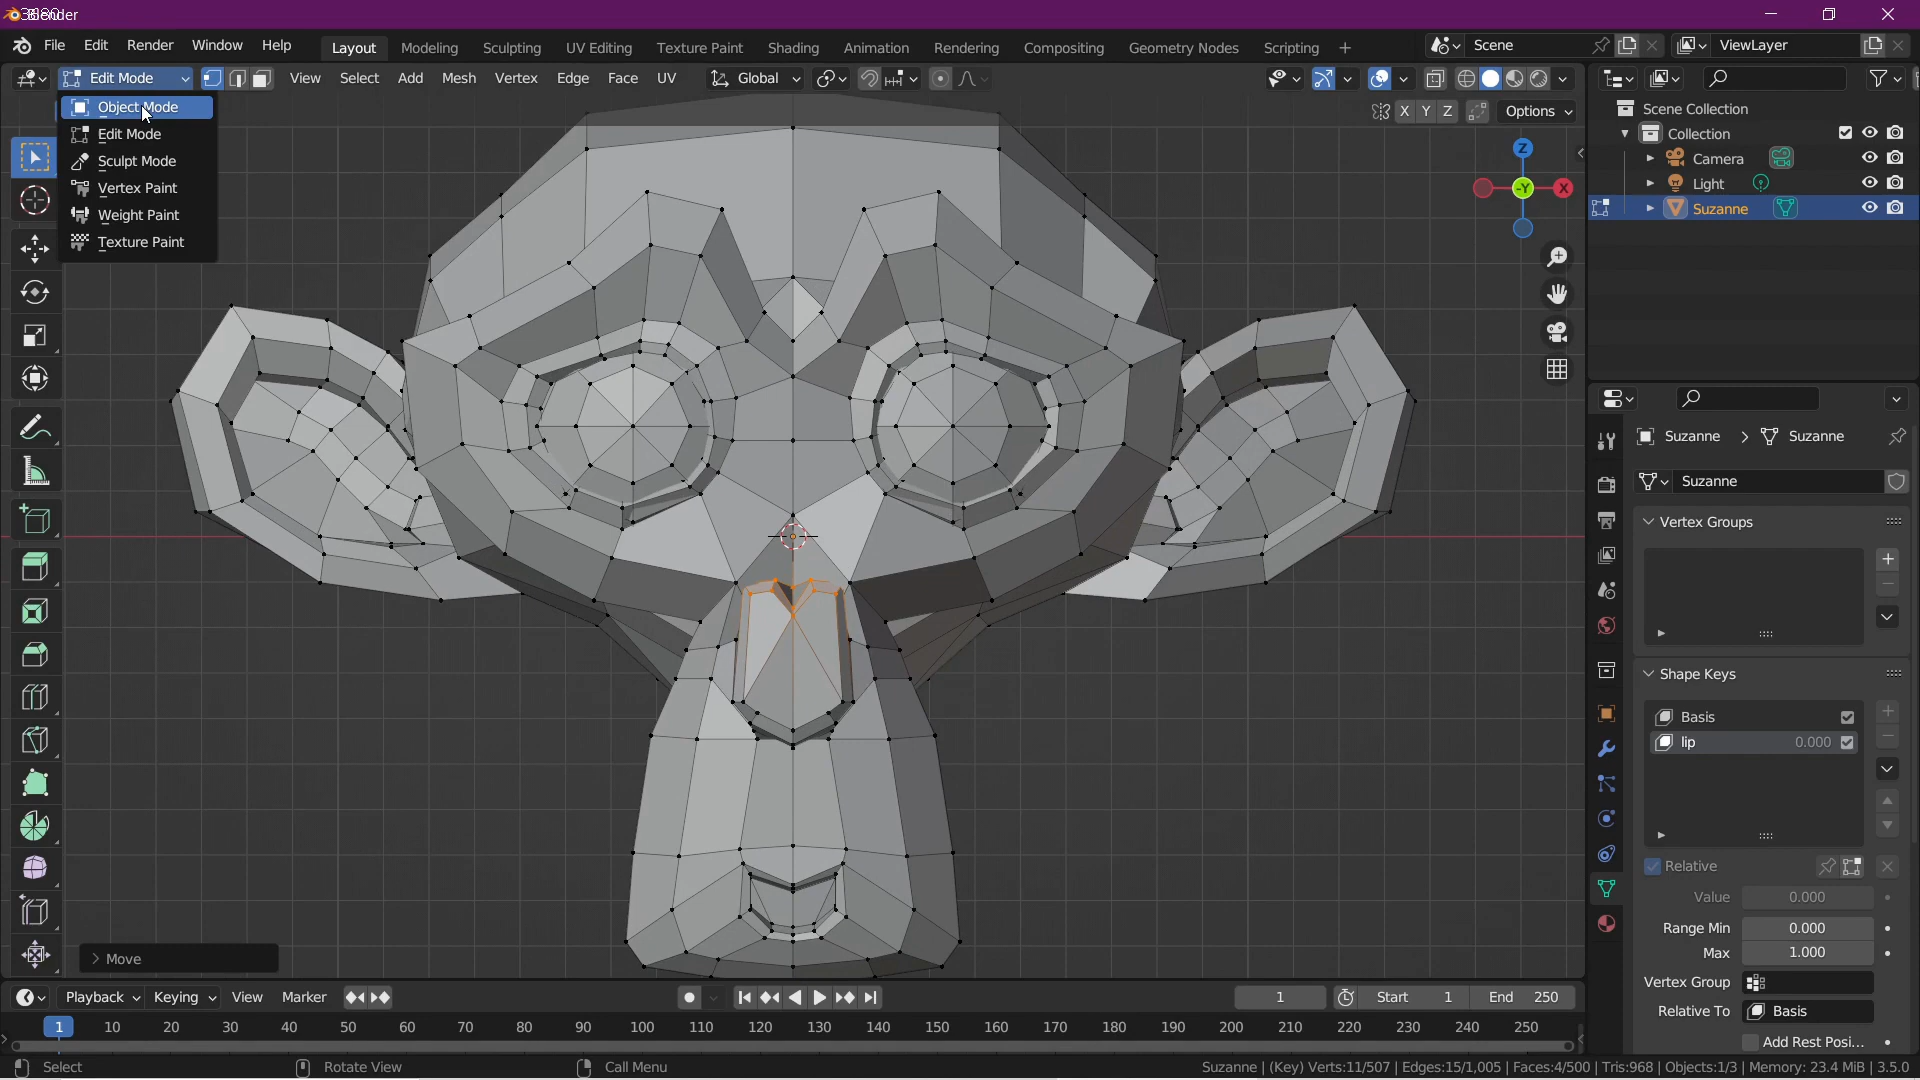 Blender
File Edit Render Window Help Layout Modeling Sculpting UV Editing Texture Paint Shading Animation Rendering Compositing Geometry Nodes Scripting + Scene ViewLayer
Edit Mode View Select Add Mesh Vertex Edge Face UV Global
X Y Z Options
Object Mode
Edit Mode
Sculpt Mode
Vertex Paint
Weight Paint
Texture Paint
Z
-Y
X
Scene Collection
Collection
Camera
Light
Suzanne
Suzanne > Suzanne
Suzanne
Vertex Groups
Shape Keys
Basis
lip 0.000
Relative
Value 0.000
Range Min 0.000
Max 1.000
Vertex Group
Relative To Basis
Add Rest Posi...
> Move
Playback Keying View Marker 1 Start 1 End 250
1 10 20 30 40 50 60 70 80 90 100 110 120 130 140 150 160 170 180 190 200 210 220 230 240 250
Select Rotate View Call Menu Suzanne | (Key) Verts:11/507 | Edges:15/1,005 | Faces:4/500 | Tris:968 | Objects:1/3 | Memory: 23.4 MiB | 3.5.0